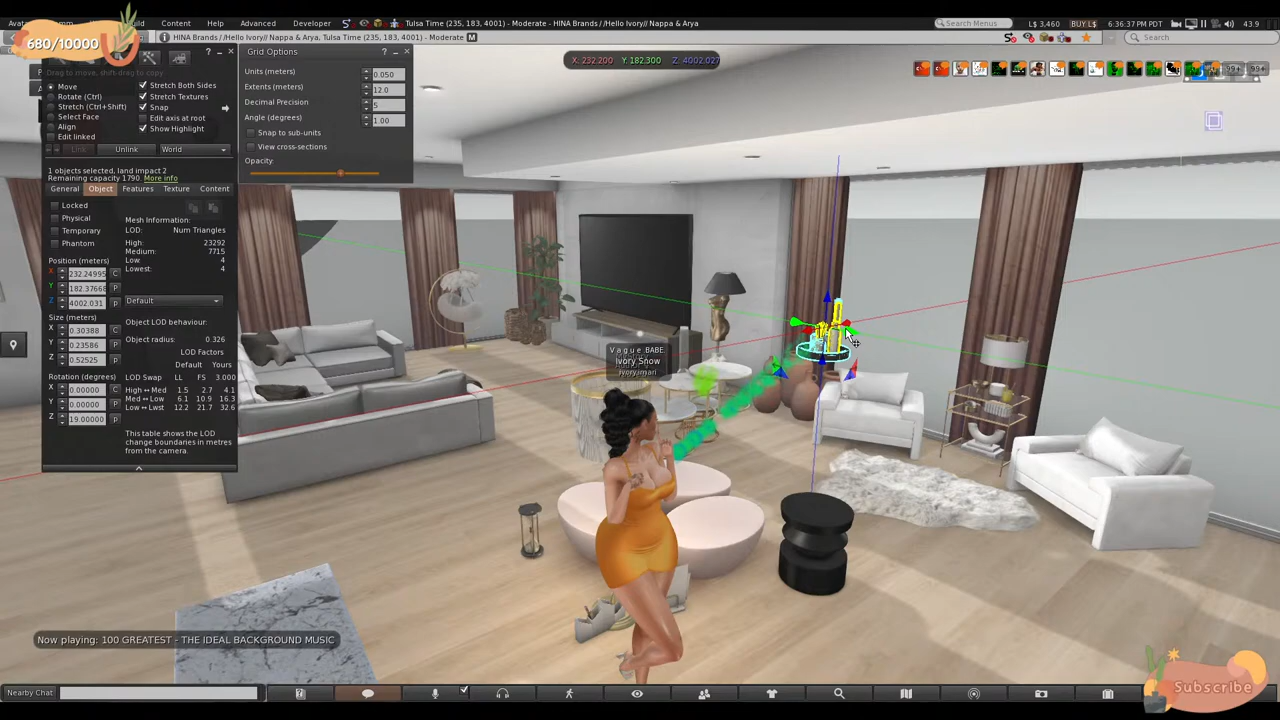 Content Help Advanced Developer Tulsa Time (235, 183, 4001) - Moderate - HINA Brands / /Hello Ivory// Nappa & Arya Search Menus L$ 3,460 BUY L$ 6:36:37 PM PDT 43.9
HINA Brands / /Hello Ivory// Nappa & Arya, Tulsa Time (235, 183, 4002) - Moderate M Search
680/10000
X: 232.200 Y: 182.300 Z: 4002.027
99+ 99+
Drag to move, shift-drag to copy
Move
Rotate (Ctrl)
Stretch (Ctrl+Shift)
Select Face
Align
Edit linked
Stretch Both Sides
Stretch Textures
Snap
Edit axis at root
Show Highlight
Link Unlink World
1 objects selected, land impact 2
Remaining capacity 1790. More info
General Object Features Texture Content
Locked
Physical
Temporary
Phantom
Position (meters)
X 232.24995 C
Y 182.37668 p
Z 4002.031 p
Size (meters)
X 0.30388 C
Y 0.23586 p
Z 0.52525 p
Rotation (degrees)
X 0.00000 C
Y 0.00000 p
Z 19.00000 p
Mesh Information:
LOD: Num Triangles
High: 23292
Medium: 7715
Low: 4
Lowest: 4
Default
Object LOD behaviour:
Object radius: 0.326
LOD Factors
Default Yours
LOD Swap LL FS 3.000
High↔Med 1.5 2.7 4.1
Med↔Low 6.1 10.9 16.3
Low↔Lwst 12.2 21.7 32.6
This table shows the LOD
change boundaries in metres
from the camera.
Grid Options
Units (meters) 0.050
Extents (meters) 12.0
Decimal Precision 5
Angle (degrees) 1.00
Snap to sub-units
View cross-sections
Opacity:
V a g u e BABE.
Ivory Snow
Now playing: 100 GREATEST - THE IDEAL BACKGROUND MUSIC
Nearby Chat
Subscribe